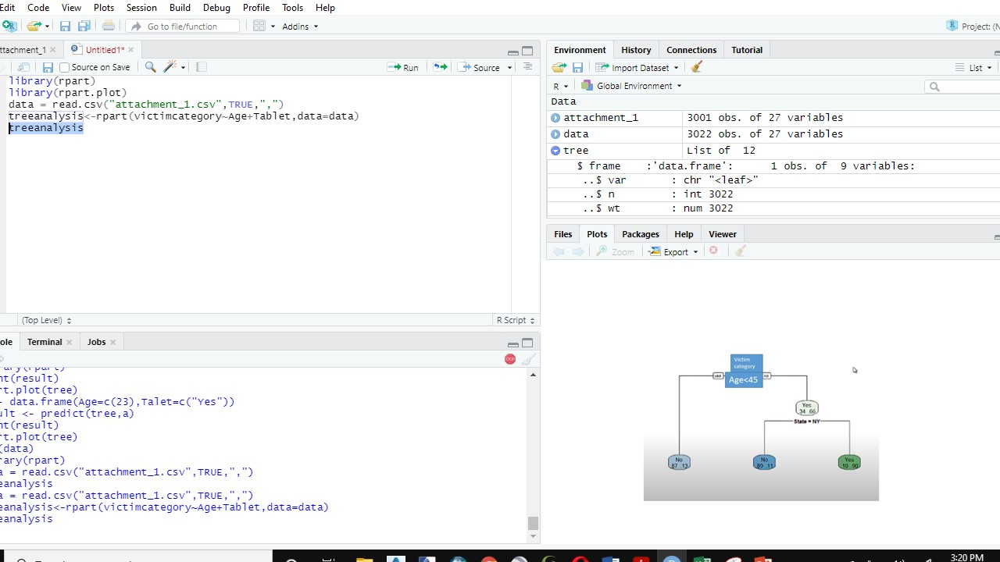 Edit Code View Plots Session Build Debug Profile Tools Help
Go to file/function Addins Project: (N
ttachment_1 Untitled1*
Source on Save Run Source
library(rpart)
library(rpart.plot)
data = read.csv("attachment_1.csv",TRUE,",")
treeanalysis<-rpart(victimcategory~Age+Tablet,data=data)
treeanalysis
(Top Level) R Script
ole Terminal Jobs
STOP
nt(result)
rt.plot(tree)
- data.frame(Age=c(23),Talet=c("Yes"))
ult <- predict(tree,a)
nt(result)
rt.plot(tree)
(data)
rary(rpart)
a = read.csv("attachment_1.csv",TRUE,",")
eanalysis
a = read.csv("attachment_1.csv",TRUE,",")
eanalysis<-rpart(victimcategory~Age+Tablet,data=data)
eanalysis
Environment History Connections Tutorial
Import Dataset List
R Global Environment
Data
attachment_1 3001 obs. of 27 variables
data 3022 obs. of 27 variables
tree List of 12
$ frame :'data.frame': 1 obs. of 9 variables:
..$ var : chr "<leaf>"
..$ n : int 3022
..$ wt : num 3022
Files Plots Packages Help Viewer
Zoom Export
Victim
category
yes Age<45 no
Yes
.34 .66
State = NY
No No Yes
.87 .13 .89 .11 .10 .90
3:20 PM